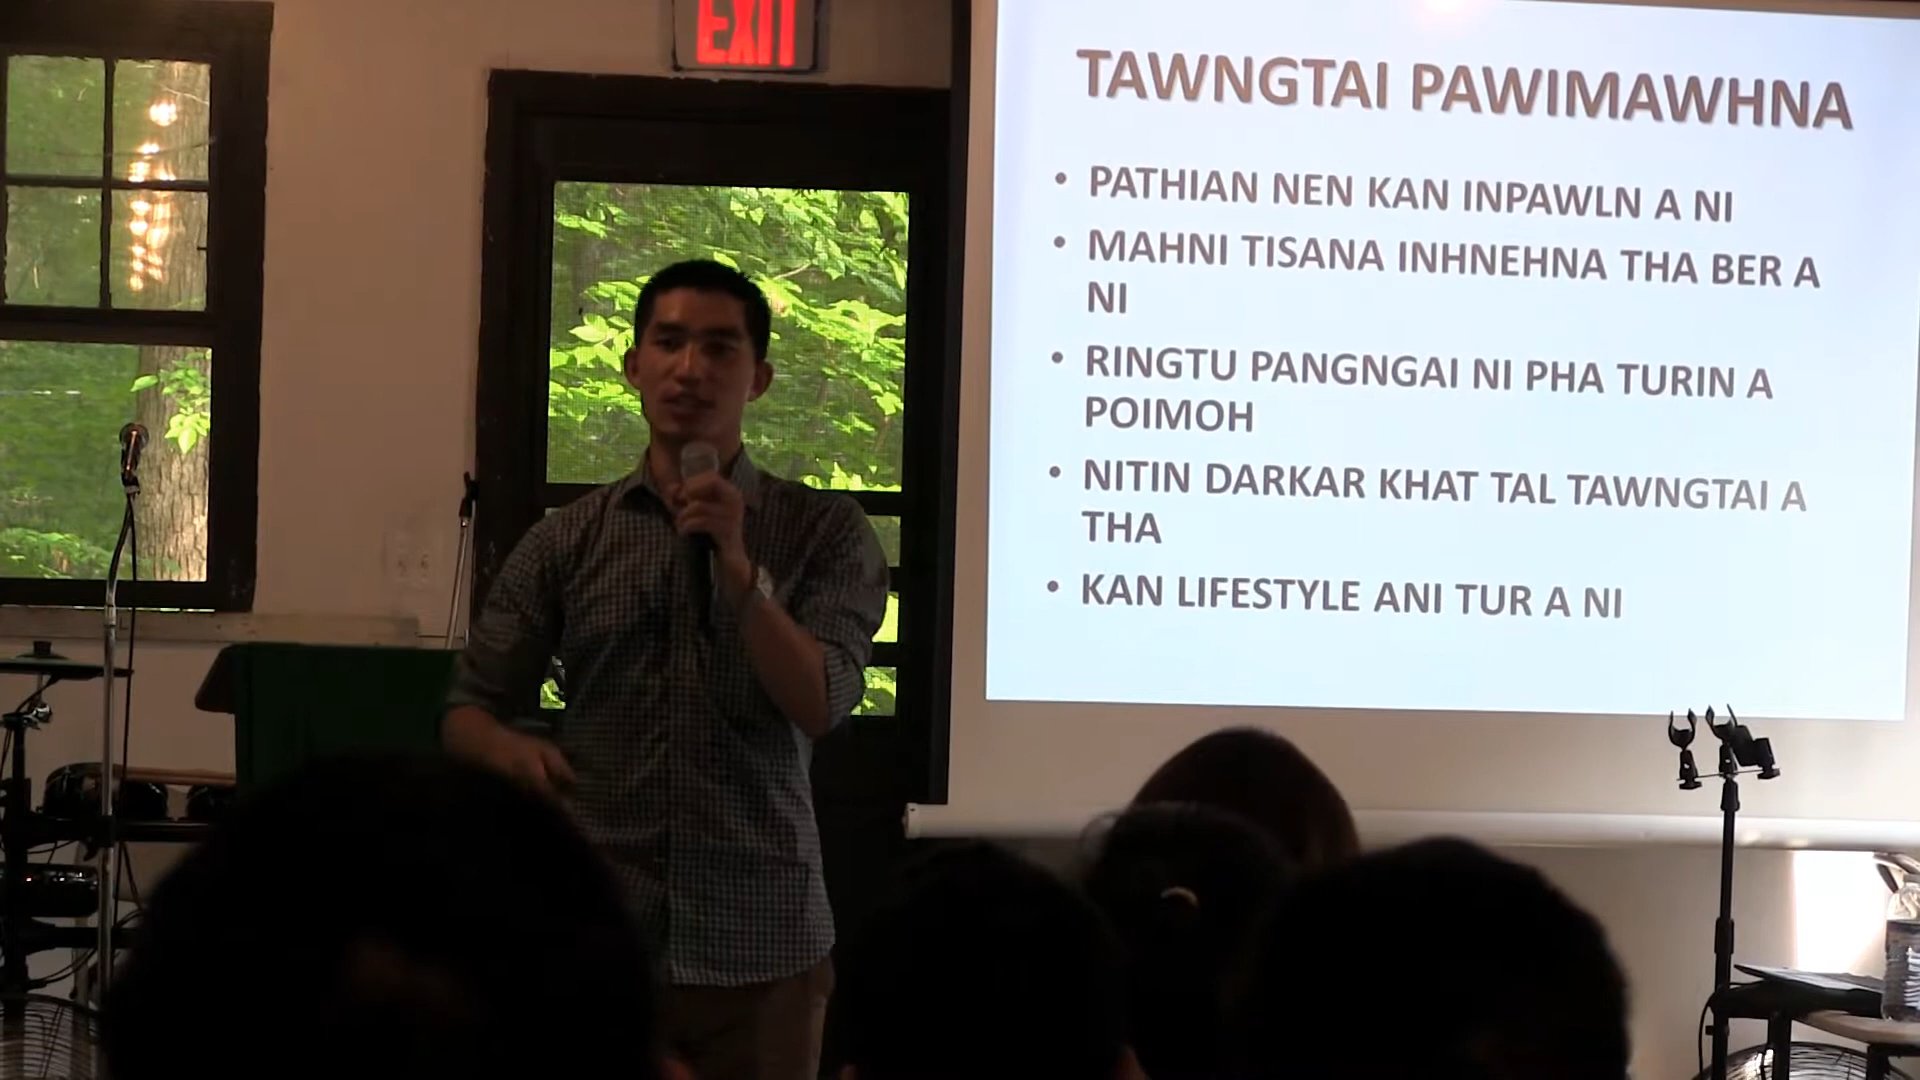 EXIT
TAWNGTAI PAWIMAWHNA
• PATHIAN NEN KAN INPAWLN A NI
• MAHNI TISANA INHNEHNA THA BER A
NI
• RINGTU PANGNGAI NI PHA TURIN A
POIMOH
• NITIN DARKAR KHAT TAL TAWNGTAI A
THA
• KAN LIFESTYLE ANI TUR A NI